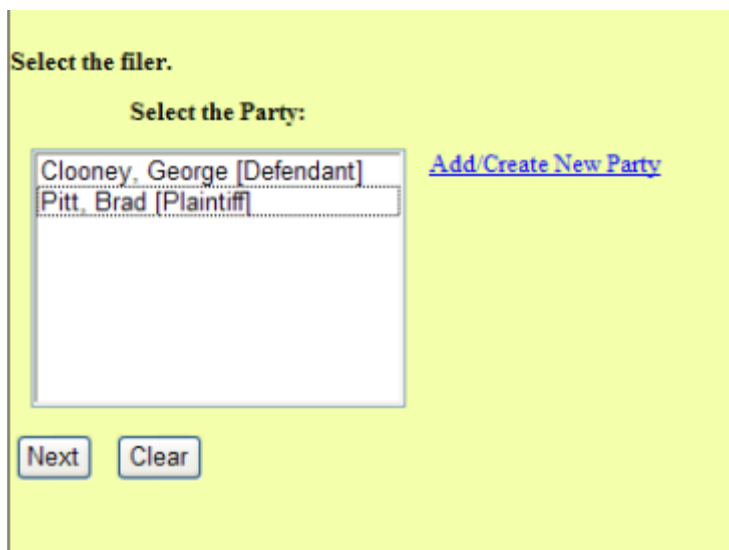 Select the filer.
Select the Party:
Clooney, George [Defendant]
Add/Create New Party
Pitt, Brad [Plaintiff]
Next
Clear